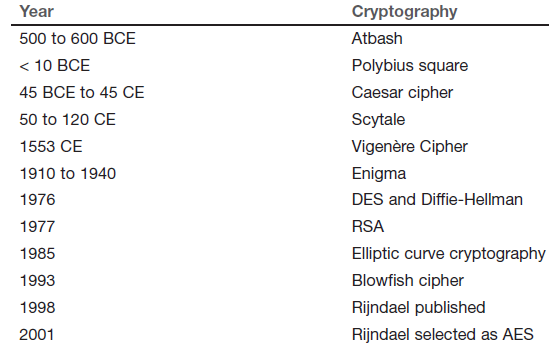 Year Cryptography
500 to 600 BCE Atbash
< 10 BCE Polybius square
45 BCE to 45 CE Caesar cipher
50 to 120 CE Scytale
1553 CE Vigenère Cipher
1910 to 1940 Enigma
1976 DES and Diffie-Hellman
1977 RSA
1985 Elliptic curve cryptography
1993 Blowfish cipher
1998 Rijndael published
2001 Rijndael selected as AES